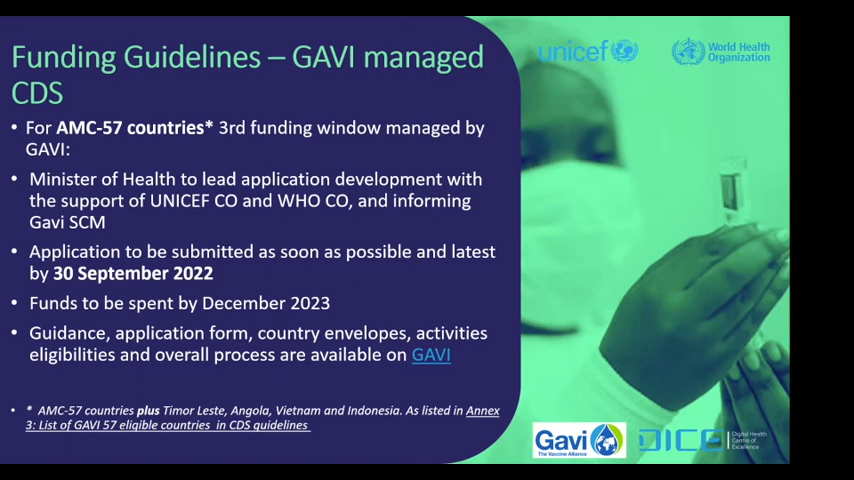 Funding Guidelines – GAVI managed
CDS
• For AMC-57 countries* 3rd funding window managed by
GAVI:
• Minister of Health to lead application development with
the support of UNICEF CO and WHO CO, and informing
Gavi SCM
• Application to be submitted as soon as possible and latest
by 30 September 2022
• Funds to be spent by December 2023
• Guidance, application form, country envelopes, activities
eligibilities and overall process are available on GAVI
• * AMC-57 countries plus Timor Leste, Angola, Vietnam and Indonesia. As listed in Annex
3: List of GAVI 57 eligible countries in CDS guidelines
unicef
World Health
Organization
Gavi
The Vaccine Alliance
DICE
Digital Health
Centre of
Excellence